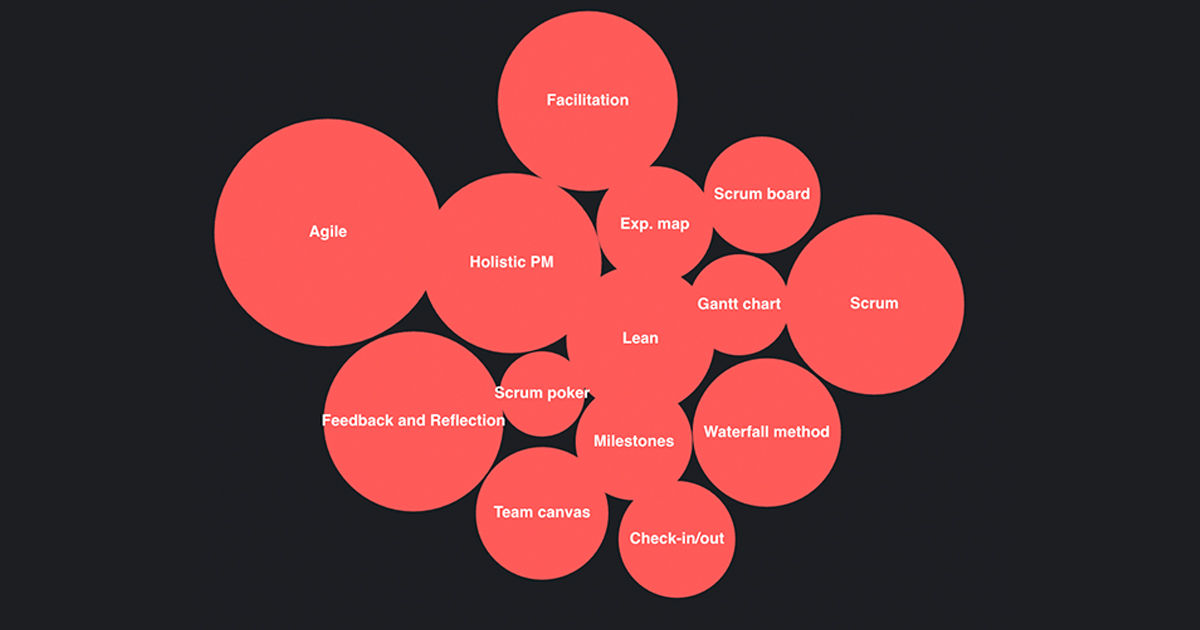 Facilitation
Scrum board
Exp. map
Agile
Holistic PM
Gantt chart
Scrum
Lean
Scrum poker
Feedback and Reflection
Waterfall method
Milestones
Team canvas
Check-in/out